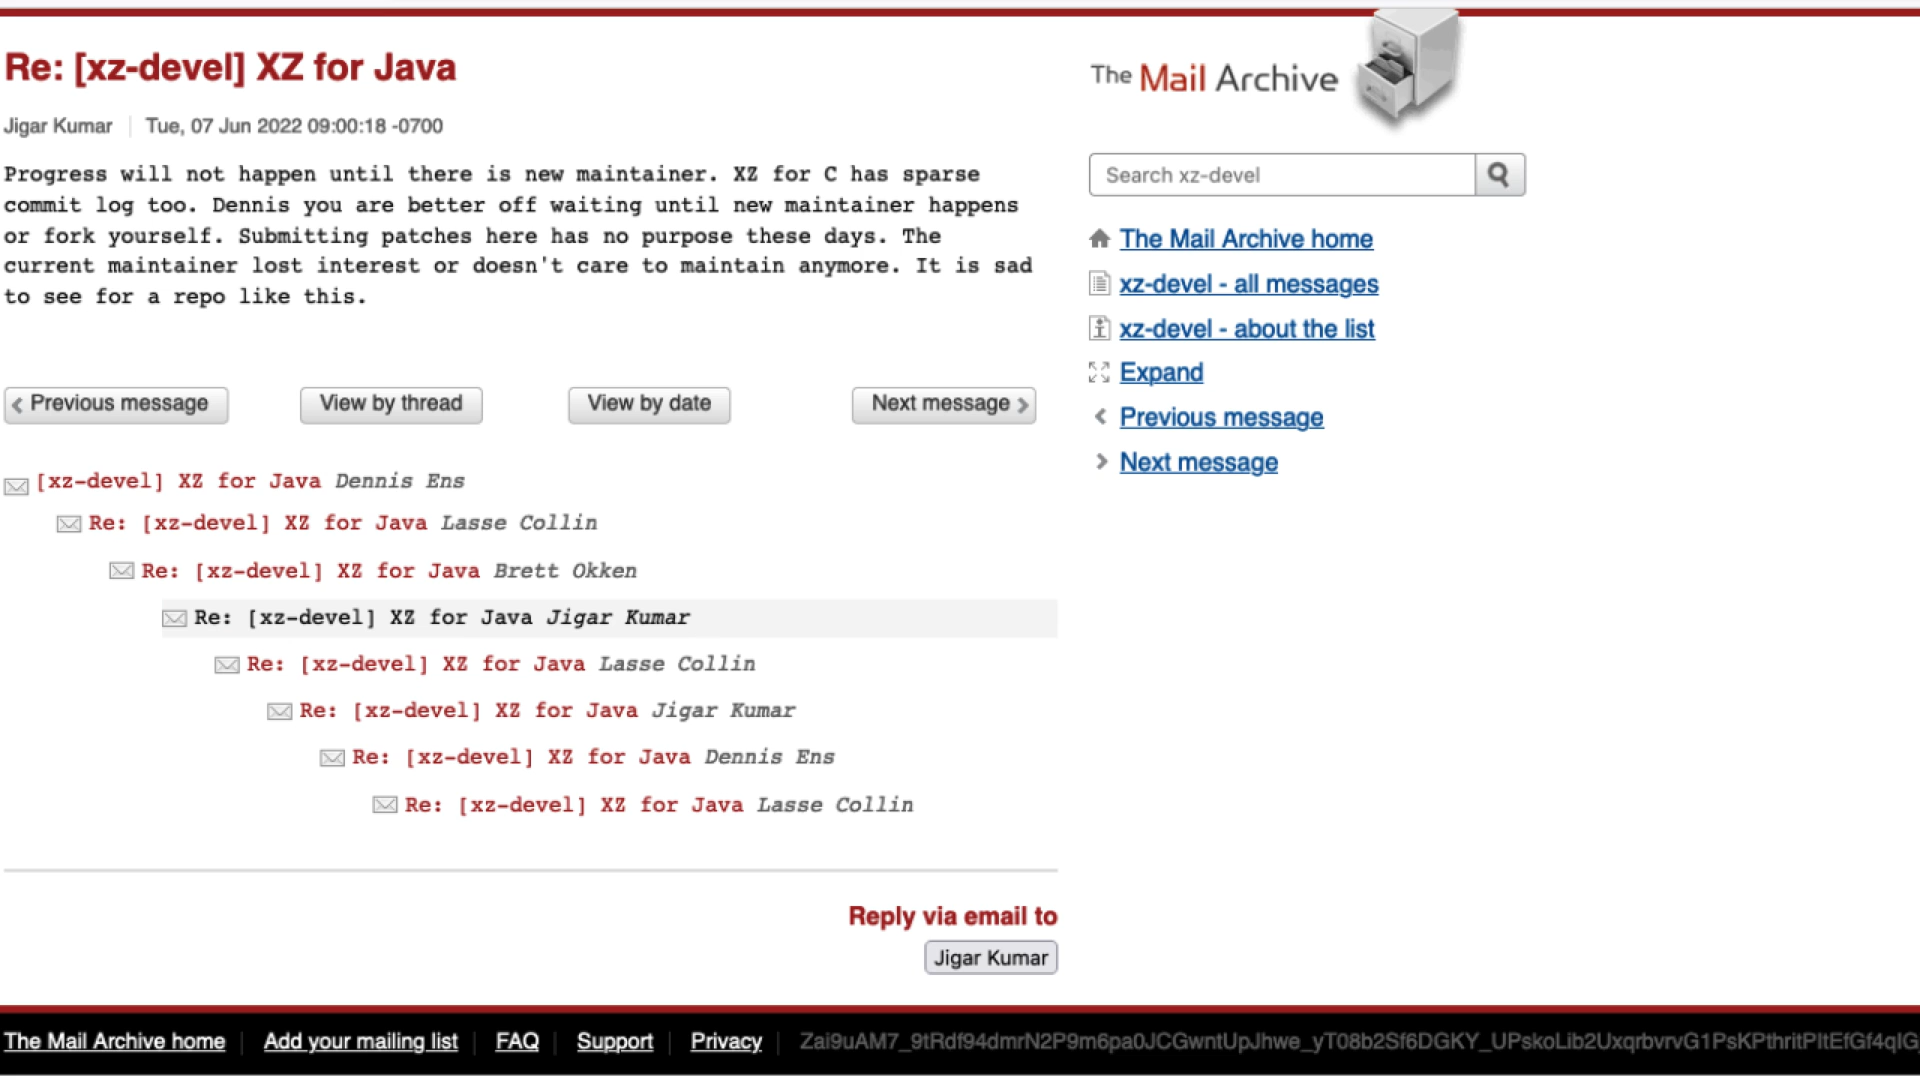 Re: [xz-devel] XZ for Java
Jigar Kumar Tue, 07 Jun 2022 09:00:18 -0700
Progress will not happen until there is new maintainer. XZ for C has sparse
commit log too. Dennis you are better off waiting until new maintainer happens
or fork yourself. Submitting patches here has no purpose these days. The
current maintainer lost interest or doesn't care to maintain anymore. It is sad
to see for a repo like this.
Previous message View by thread View by date Next message
[xz-devel] XZ for Java Dennis Ens
Re: [xz-devel] XZ for Java Lasse Collin
Re: [xz-devel] XZ for Java Brett Okken
Re: [xz-devel] XZ for Java Jigar Kumar
Re: [xz-devel] XZ for Java Lasse Collin
Re: [xz-devel] XZ for Java Jigar Kumar
Re: [xz-devel] XZ for Java Dennis Ens
Re: [xz-devel] XZ for Java Lasse Collin
Reply via email to
Jigar Kumar
The Mail Archive
Search xz-devel
The Mail Archive home
xz-devel - all messages
xz-devel - about the list
Expand
Previous message
Next message
The Mail Archive home Add your mailing list FAQ Support Privacy